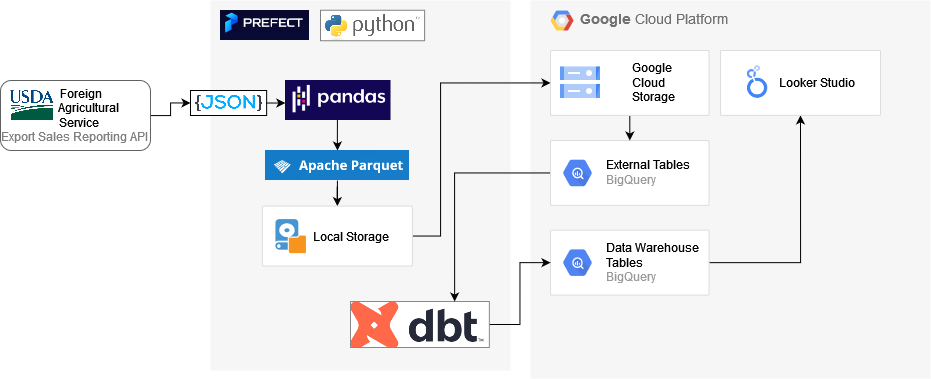 PREFECT
python™
Google Cloud Platform
USDA
Foreign
Agricultural
Service
Export Sales Reporting API
{JSON}
pandas
Apache Parquet
Local Storage
Google
Cloud
Storage
Looker Studio
External Tables
BigQuery
Data Warehouse
Tables
BigQuery
dbt™